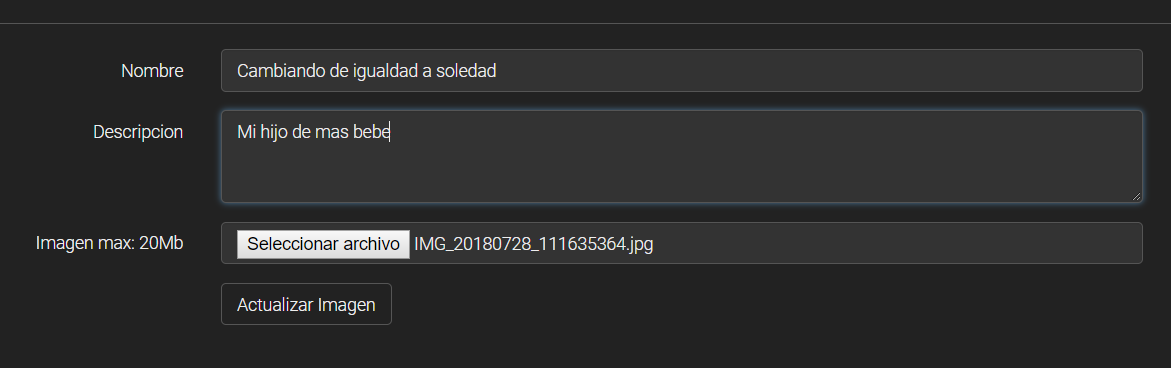 Nombre Cambiando de igualdad a soledad
Descripcion Mi hijo de mas bebe
Imagen max: 20Mb Seleccionar archivo IMG_20180728_111635364.jpg
Actualizar Imagen